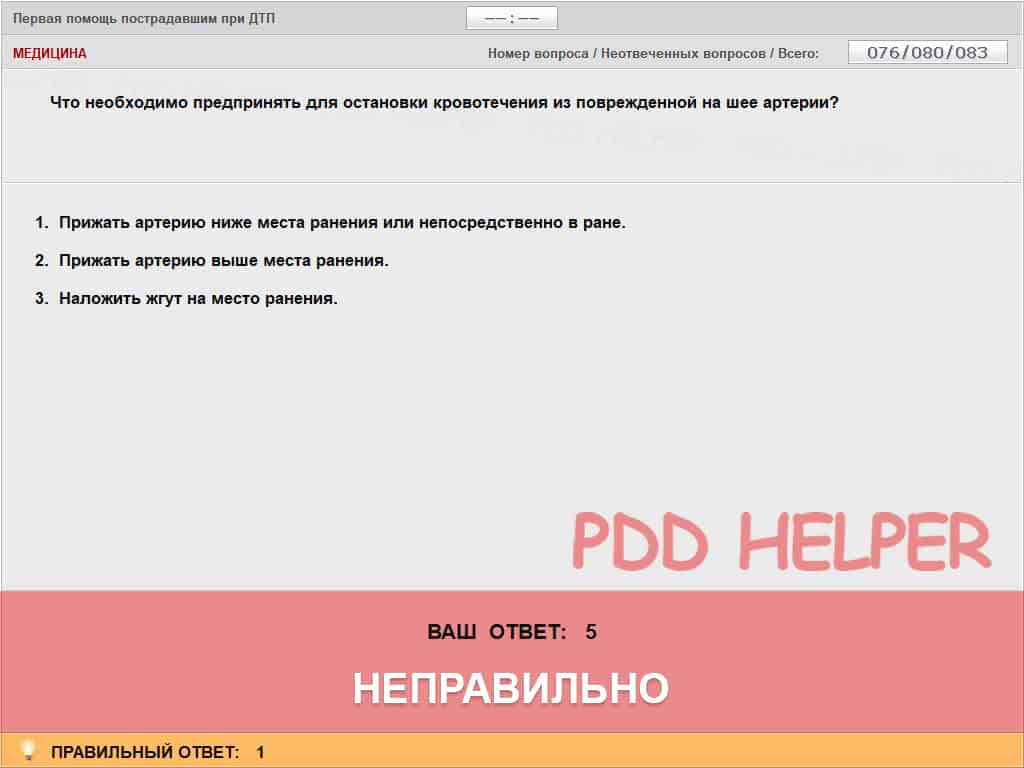 Первая помощь пострадавшим при ДТП
––:––
МЕДИЦИНА
Номер вопроса / Неотвеченных вопросов / Всего:
076/080/083
Что необходимо предпринять для остановки кровотечения из поврежденной на шее артерии?
1. Прижать артерию ниже места ранения или непосредственно в ране.
2. Прижать артерию выше места ранения.
3. Наложить жгут на место ранения.
PDD HELPER
ВАШ ОТВЕТ: 5
НЕПРАВИЛЬНО
ПРАВИЛЬНЫЙ ОТВЕТ: 1